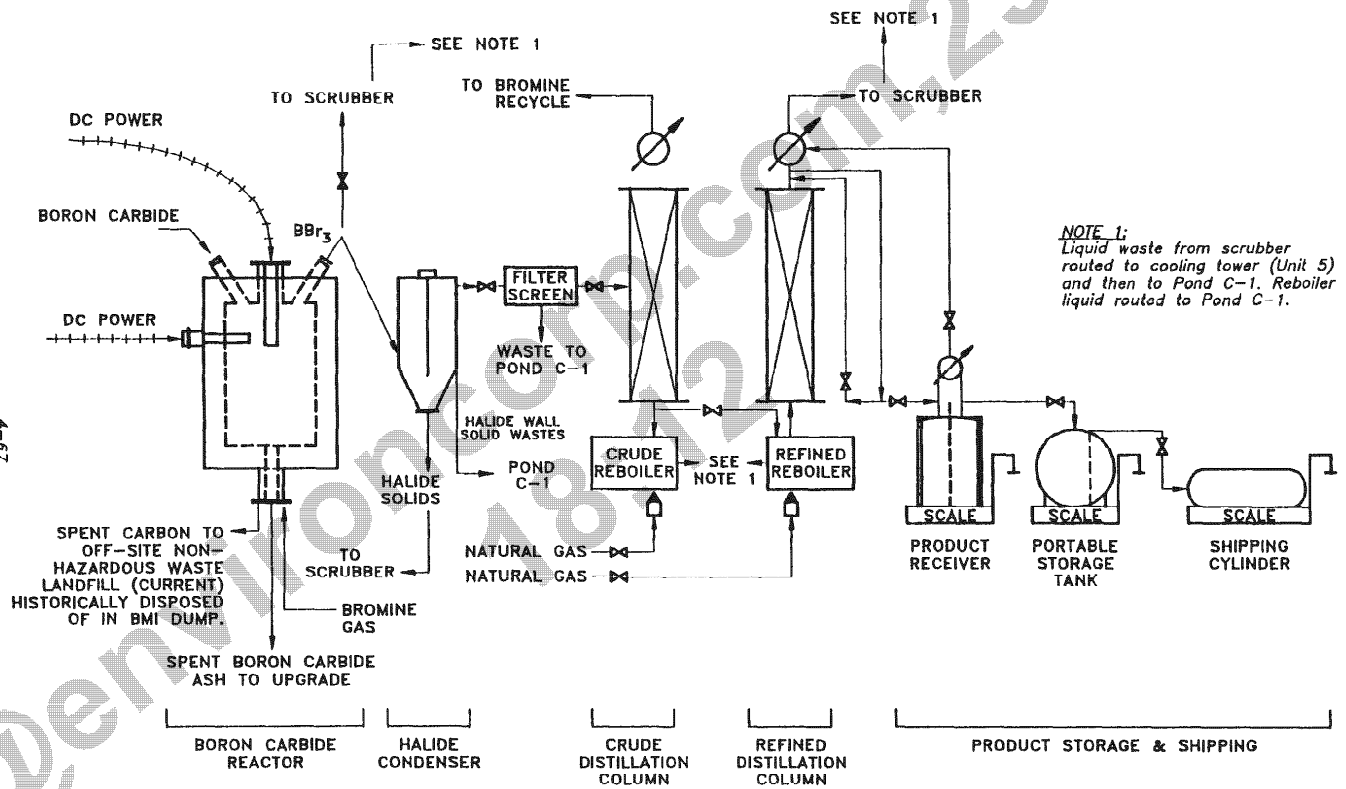 SEE NOTE 1
SEE NOTE 1
TO BROMINE
RECYCLE
TO SCRUBBER
TO SCRUBBER
DC POWER
BORON CARBIDE
BBr3
FILTER
SCREEN
NOTE 1:
Liquid waste from scrubber
routed to cooling tower (Unit 5)
and then to Pond C-1. Reboiler
liquid routed to Pond C-1.
DC POWER
WASTE TO
POND C-1
HALIDE WALL
SOLID WASTES
CRUDE
REBOILER
SEE
NOTE 1
REFINED
REBOILER
POND
C-1
HALIDE
SOLIDS
4-67
SCALE
SCALE
SCALE
SPENT CARBON TO
OFF-SITE NON-
HAZARDOUS WASTE
LANDFILL (CURRENT)
HISTORICALLY DISPOSED
OF IN BMI DUMP.
TO
SCRUBBER
NATURAL GAS
NATURAL GAS
PRODUCT
RECEIVER
PORTABLE
STORAGE
TANK
SHIPPING
CYLINDER
BROMINE
GAS
SPENT BORON CARBIDE
ASH TO UPGRADE
BORON CARBIDE
REACTOR
HALIDE
CONDENSER
CRUDE
DISTILLATION
COLUMN
REFINED
DISTILLATION
COLUMN
PRODUCT STORAGE & SHIPPING
@environcorp.com,
18:12